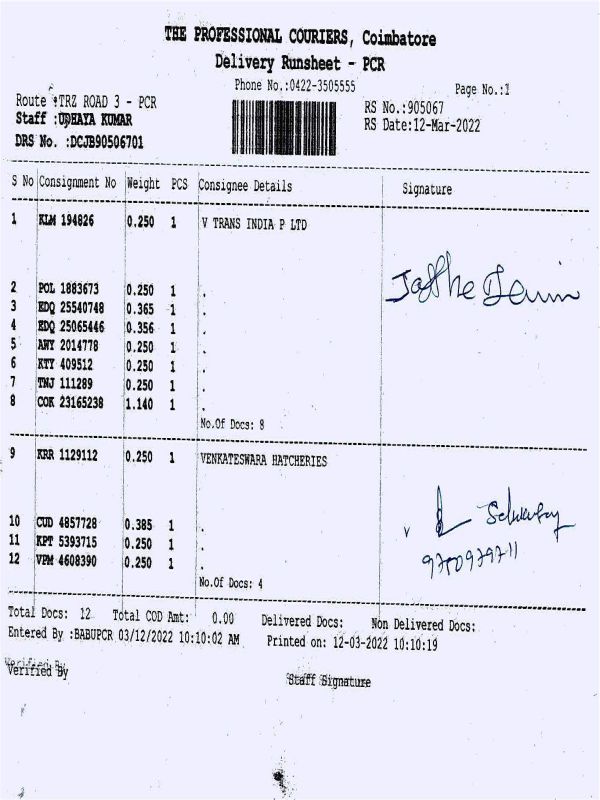 THE PROFESSIONAL COURIERS, Coimbatore
Delivery Runsheet - PCR
Phone No.:0422-3505555
Page No.:1
Route :TRZ ROAD 3 - PCR
RS No.:905067
Staff :UDHAYA KUMAR
RS Date:12-Mar-2022
DRS No. :DCJB90506701
S No Consignment No Weight PCS Consignee Details Signature
1 KLM 194826 0.250 1 V TRANS INDIA P LTD
2 POL 1883673 0.250 1 .
3 EDQ 25540748 0.365 1 .
4 EDQ 25065446 0.356 1 .
5 AWY 2014778 0.250 1 .
6 KTY 409512 0.250 1 .
7 TNJ 111289 0.250 1 .
8 COK 23165238 1.140 1 .
No.Of Docs: 8
9 KRR 1129112 0.250 1 VENKATESWARA HATCHERIES
10 CUD 4857728 0.385 1 .
11 KPT 5393715 0.250 1 .
12 VPM 4608390 0.250 1 .
No.Of Docs: 4
Total Docs: 12 Total COD Amt: 0.00 Delivered Docs: Non Delivered Docs:
Entered By :BABUPCR 03/12/2022 10:10:02 AM Printed on: 12-03-2022 10:10:19
Verified By
Staff Signature